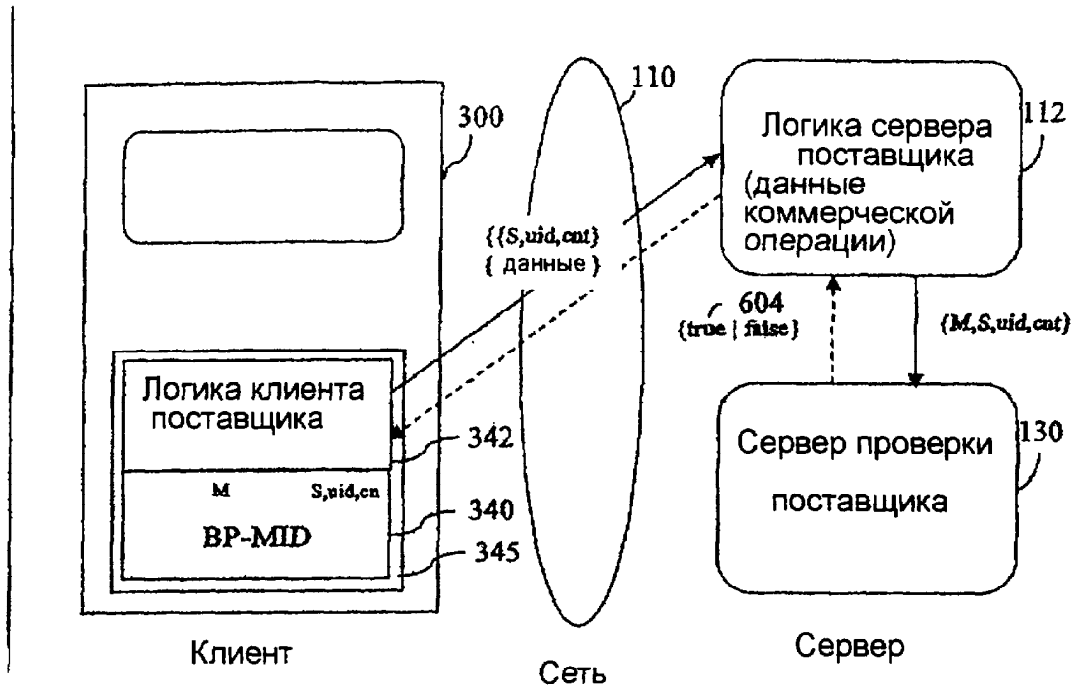 300
Логика клиента
поставщика
342
M S,uid,cn
BP-MID
340
345
Клиент
110
{{S,uid,cnt}
{ данные }
Сеть
Логика сервера
поставщика
(данные
коммерческой
операции)
112
604
{true | false}
{M,S,uid,cnt}
Сервер проверки
поставщика
130
Сервер